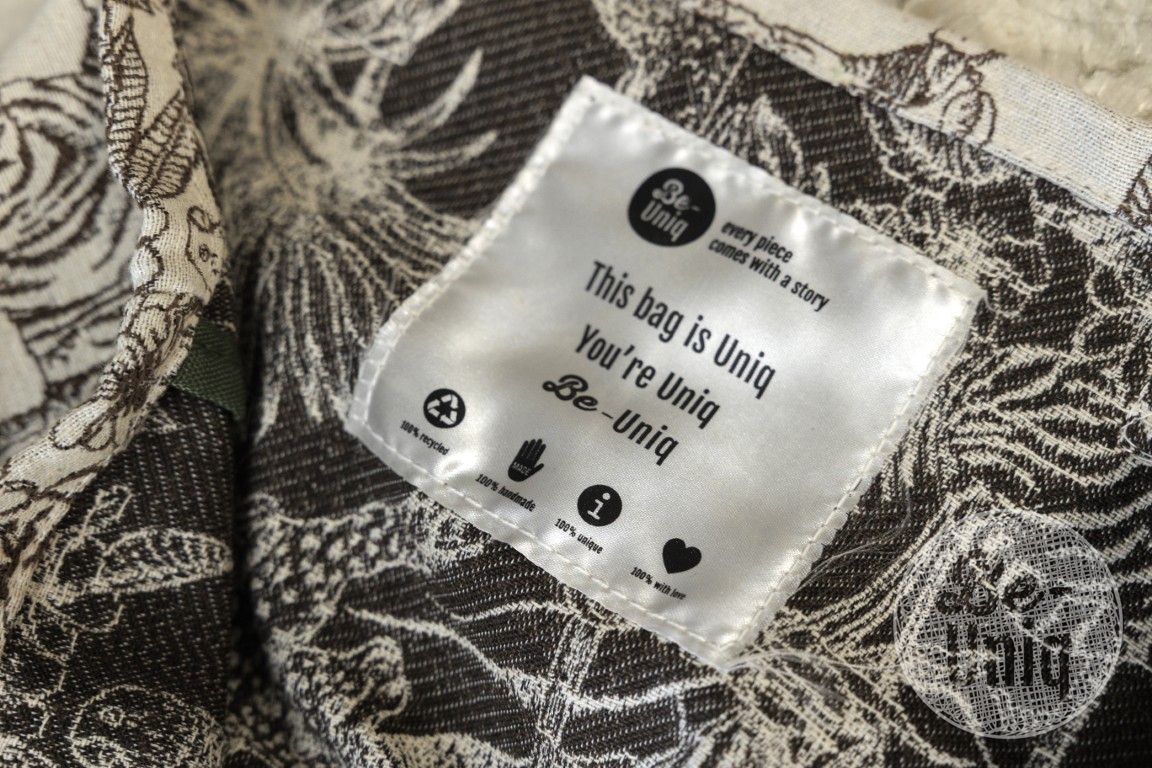 Be-
Uniq
every piece
comes with a story
This bag is Uniq
You're Uniq
Be-Uniq
100% recycled
MADE
100% handmade
i
100% unique
100% with love
Be-
Uniq